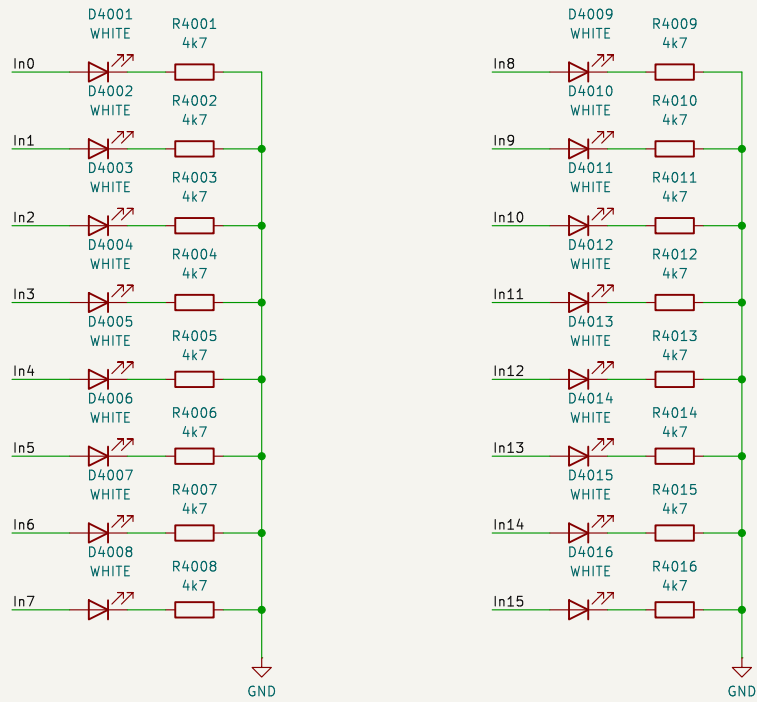 D4001
WHITE
R4001
4k7
In0
D4002
WHITE
R4002
4k7
In1
D4003
WHITE
R4003
4k7
In2
D4004
WHITE
R4004
4k7
In3
D4005
WHITE
R4005
4k7
In4
D4006
WHITE
R4006
4k7
In5
D4007
WHITE
R4007
4k7
In6
D4008
WHITE
R4008
4k7
In7
GND
D4009
WHITE
R4009
4k7
In8
D4010
WHITE
R4010
4k7
In9
D4011
WHITE
R4011
4k7
In10
D4012
WHITE
R4012
4k7
In11
D4013
WHITE
R4013
4k7
In12
D4014
WHITE
R4014
4k7
In13
D4015
WHITE
R4015
4k7
In14
D4016
WHITE
R4016
4k7
In15
GND